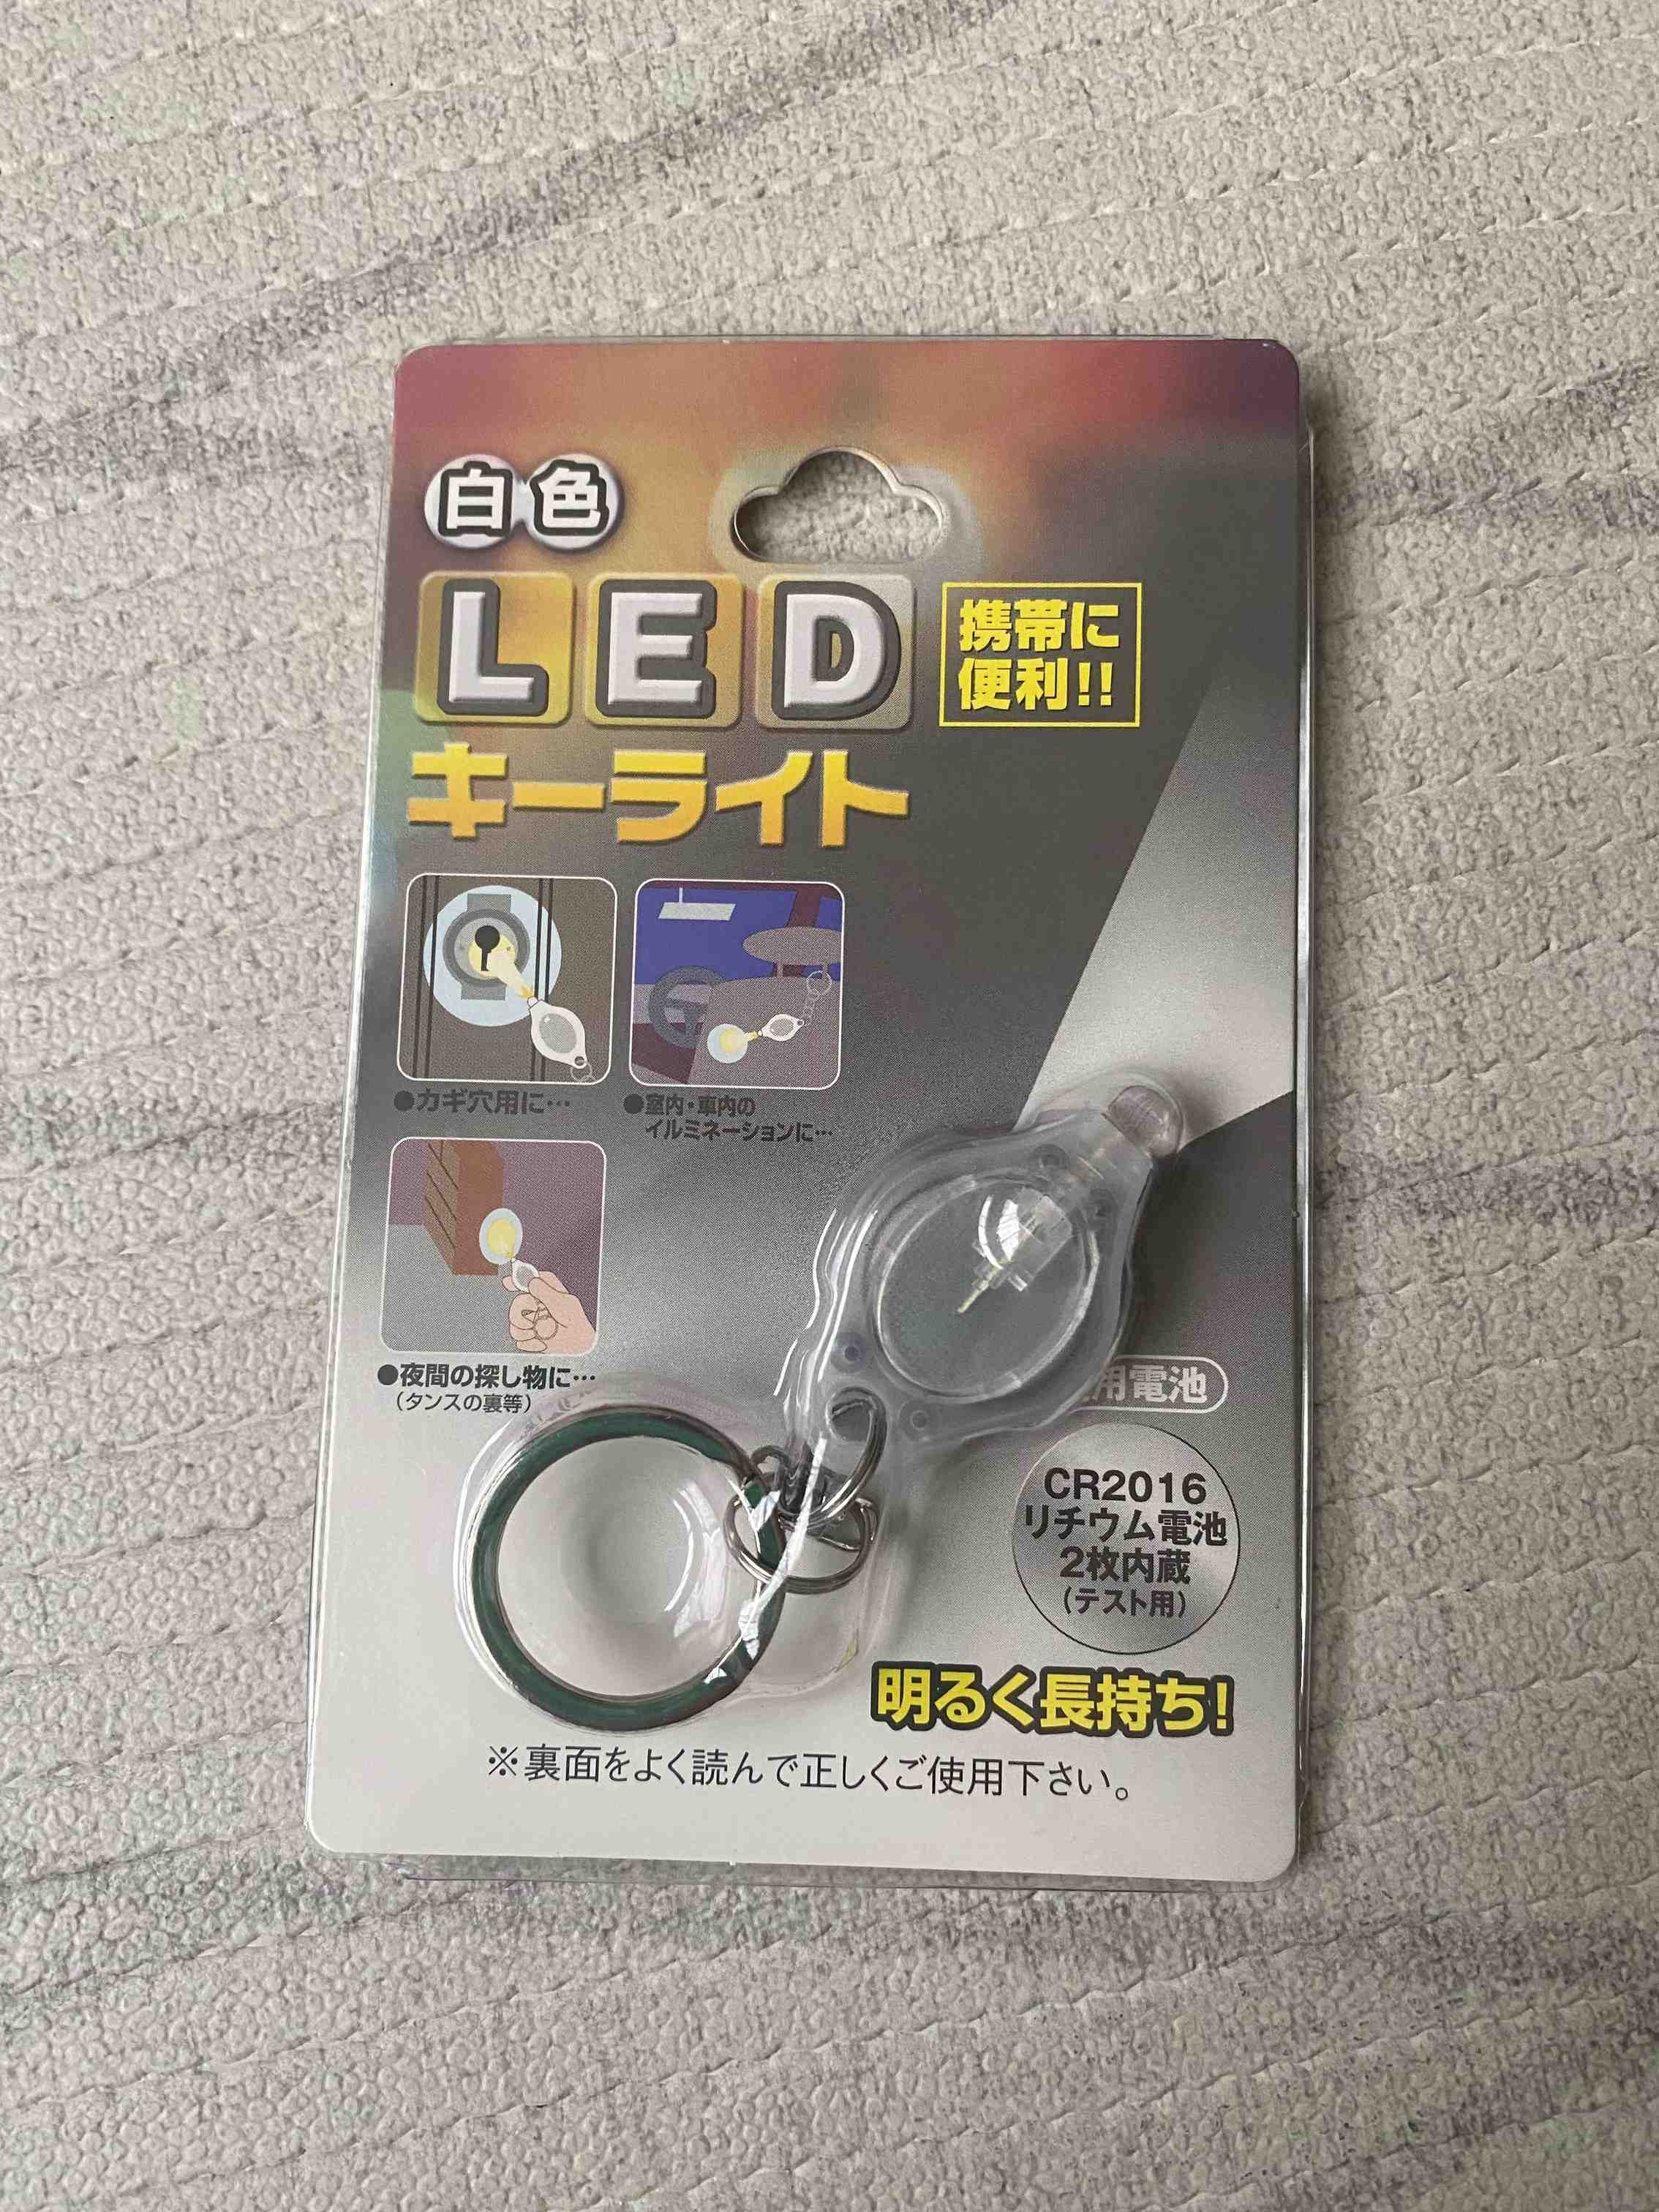 白色
LED
携帯に
便利!!
キーライト
●カギ穴用に…
●室内・車内の
イルミネーションに…
●夜間の探し物に…
(タンスの裏等)
用電池
CR2016
リチウム電池
2枚内蔵
(テスト用)
明るく長持ち!
※裏面をよく読んで正しくご使用下さい。